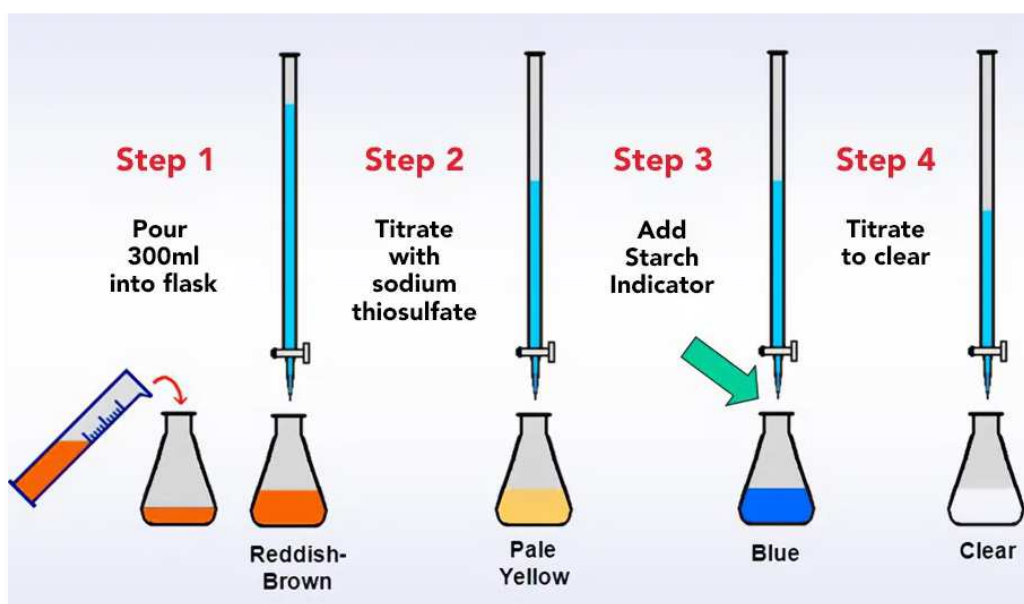 Step 1
Pour
300ml
into flask
Step 2
Titrate
with
sodium
thiosulfate
Step 3
Add
Starch
Indicator
Step 4
Titrate
to clear
Reddish-
Brown
Pale
Yellow
Blue
Clear